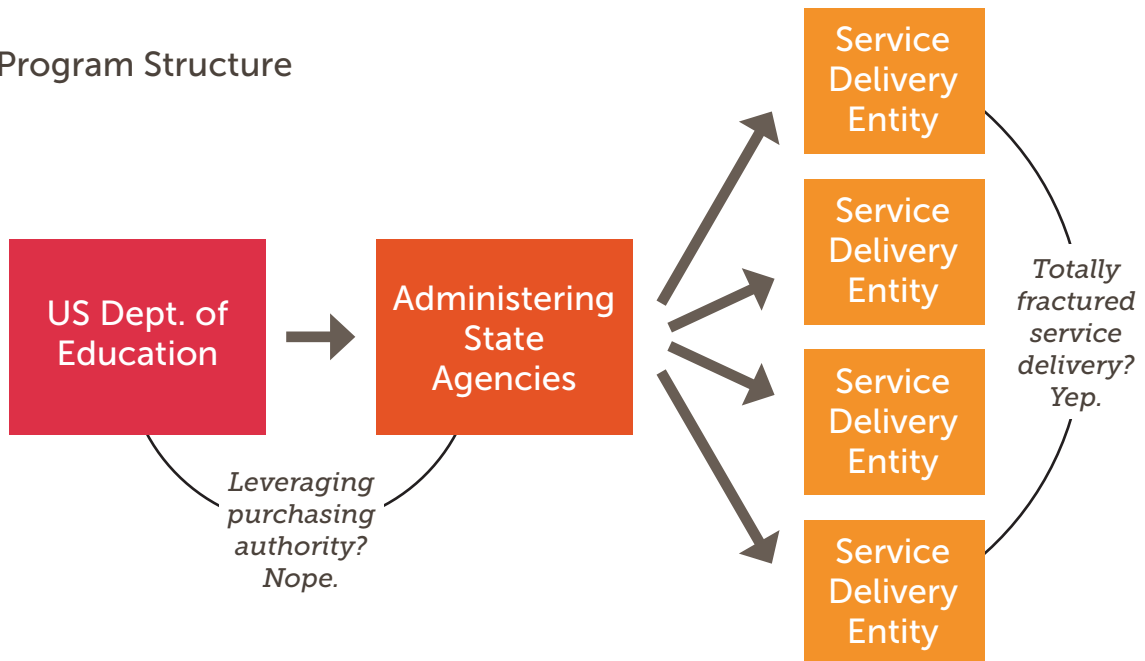 Program Structure
US Dept. of
Education
Administering
State
Agencies
Leveraging
purchasing
authority?
Nope.
Service
Delivery
Entity
Service
Delivery
Entity
Service
Delivery
Entity
Service
Delivery
Entity
Totally
fractured
service
delivery?
Yep.